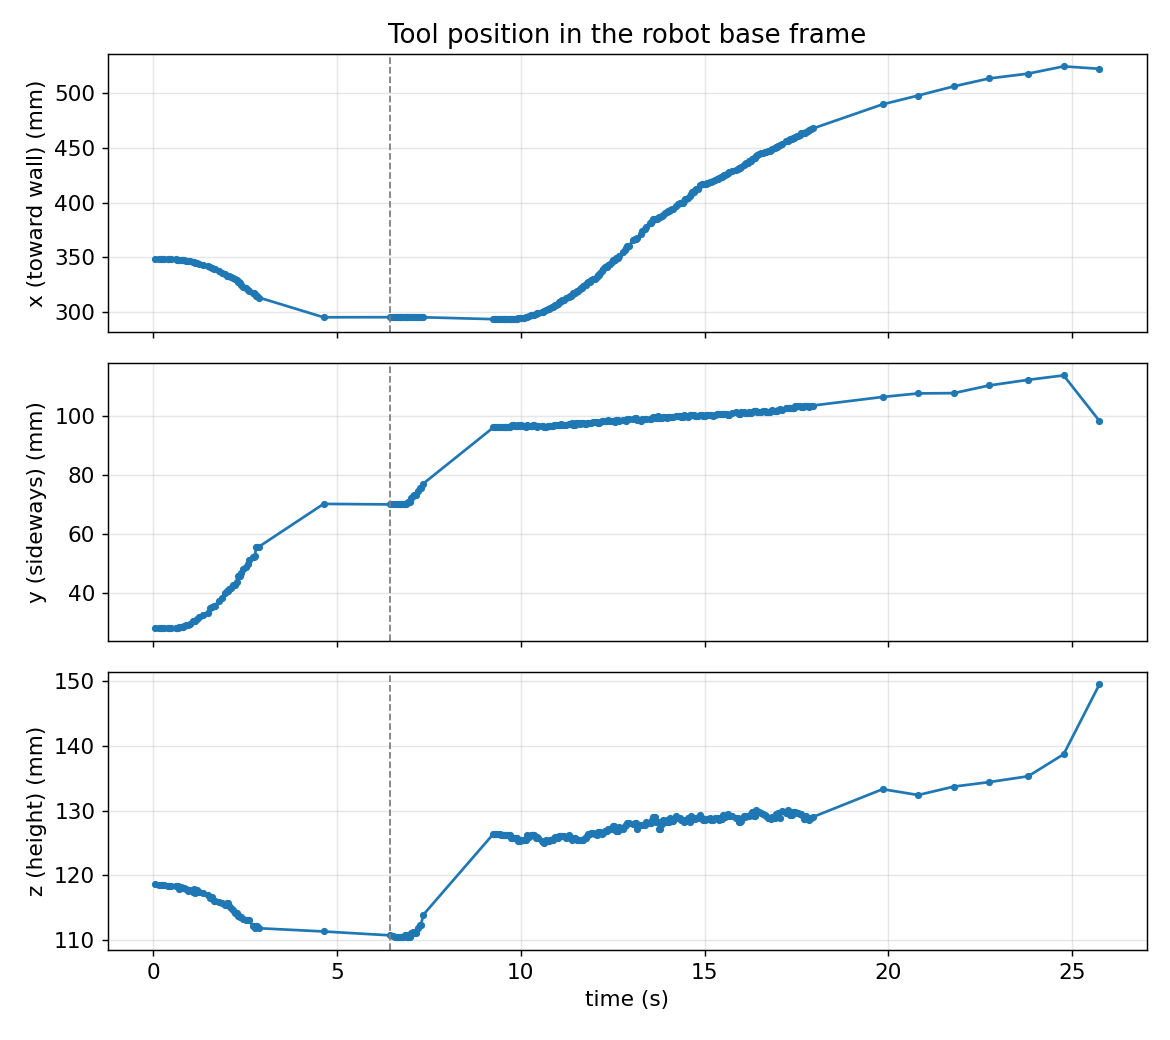 Tool position in the robot base frame
x (toward wall) (mm)
500
450
400
350
300
y (sideways) (mm)
100
80
60
40
z (height) (mm)
150
140
130
120
110
0 5 10 15 20 25
time (s)